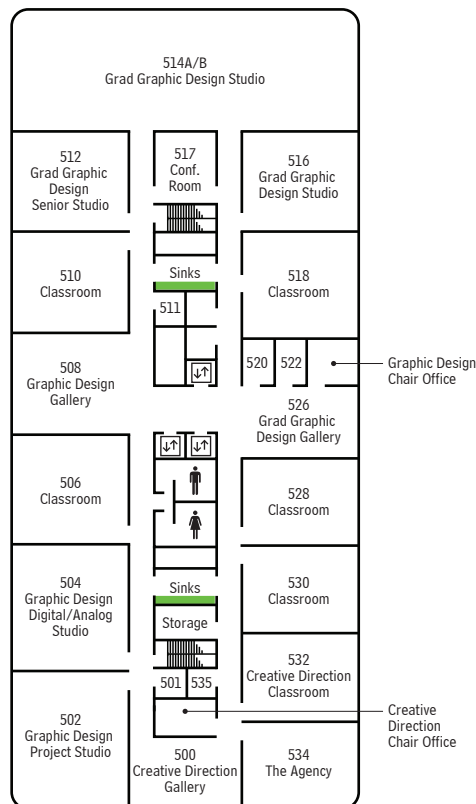 514A/B
Grad Graphic Design Studio
512
Grad Graphic
Design
Senior Studio
517
Conf.
Room
516
Grad Graphic
Design Studio
510
Classroom
Sinks
518
Classroom
511
508
Graphic Design
Gallery
520
522
Graphic Design
Chair Office
526
Grad Graphic
Design Gallery
506
Classroom
528
Classroom
504
Graphic Design
Digital/Analog
Studio
Sinks
530
Classroom
Storage
532
Creative Direction
Classroom
501
535
502
Graphic Design
Project Studio
Creative
Direction
Chair Office
500
Creative Direction
Gallery
534
The Agency